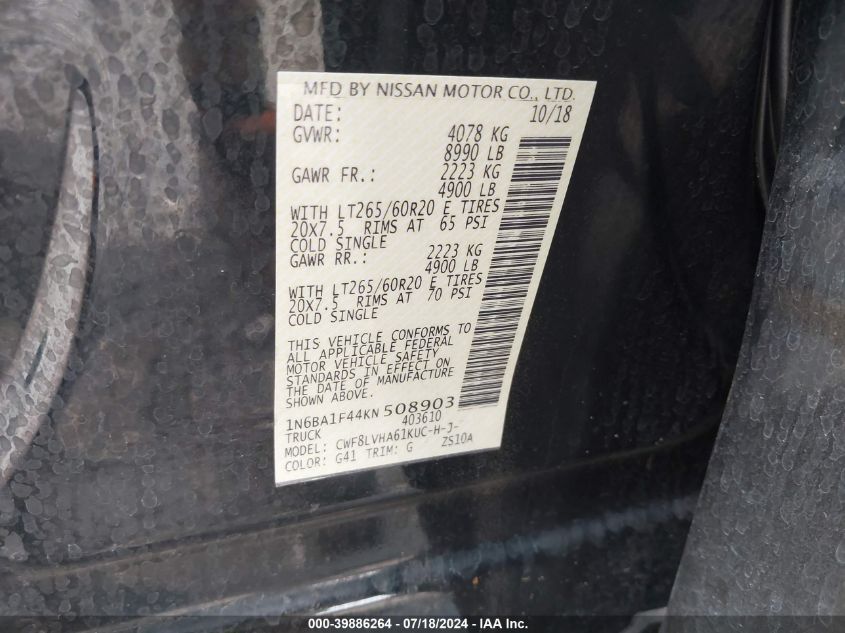 MFD BY NISSAN MOTOR CO., LTD.
DATE: 10/18
GVWR: 4078 KG
8990 LB
GAWR FR.: 2223 KG
4900 LB
WITH LT265/60R20 E TIRES
20X7.5 RIMS AT 65 PSI
COLD SINGLE
GAWR RR.: 2223 KG
4900 LB
WITH LT265/60R20 E TIRES
20X7.5 RIMS AT 70 PSI
COLD SINGLE
THIS VEHICLE CONFORMS TO
ALL APPLICABLE FEDERAL
MOTOR VEHICLE SAFETY
STANDARDS IN EFFECT ON
THE DATE OF MANUFACTURE
SHOWN ABOVE.
1N6BA1F44KN508903
TRUCK 403610
MODEL: CWF8LVHA61KUC-H-J-
COLOR: G41 TRIM: G ZS10A
000-39886264 - 07/18/2024 - IAA Inc.